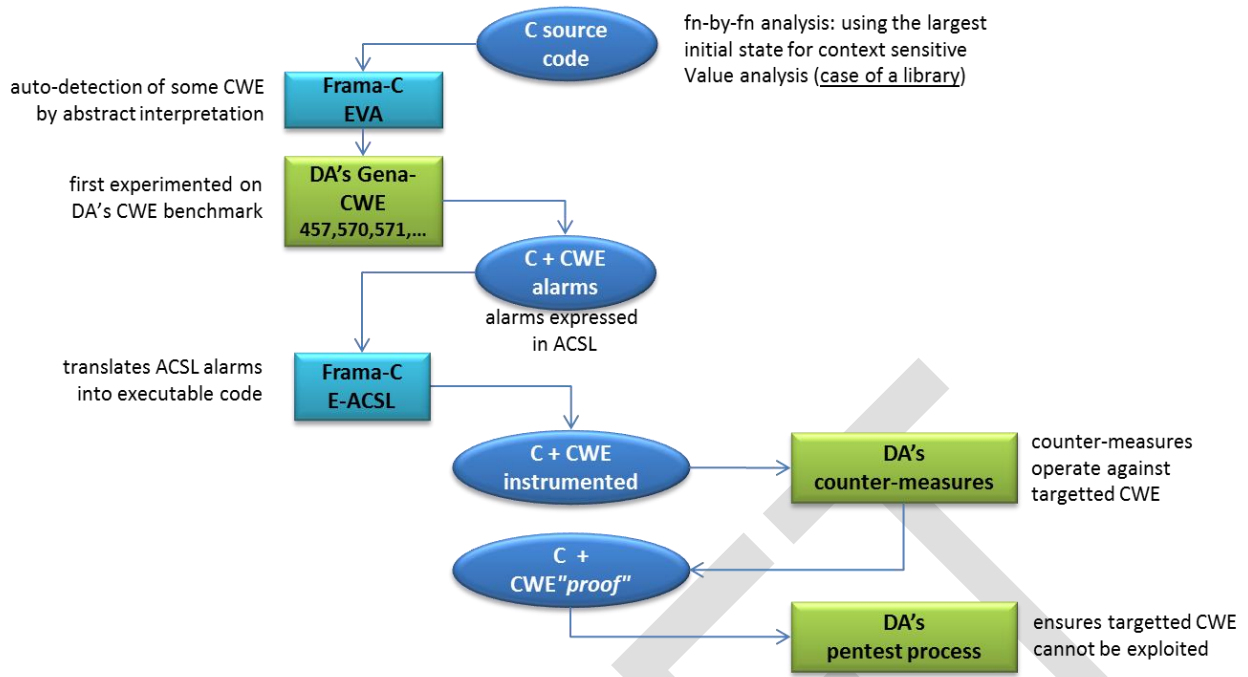 C source
code
fn-by-fn analysis: using the largest
initial state for context sensitive
Value analysis (case of a library)
auto-detection of some CWE
by abstract interpretation
Frama-C
EVA
first experimented on
DA's CWE benchmark
DA's Gena-
CWE
457,570,571,...
C + CWE
alarms
alarms expressed
in ACSL
translates ACSL alarms
into executable code
Frama-C
E-ACSL
C + CWE
instrumented
DA's
counter-measures
counter-measures
operate against
targetted CWE
C +
CWE"proof"
DA's
pentest process
ensures targetted CWE
cannot be exploited